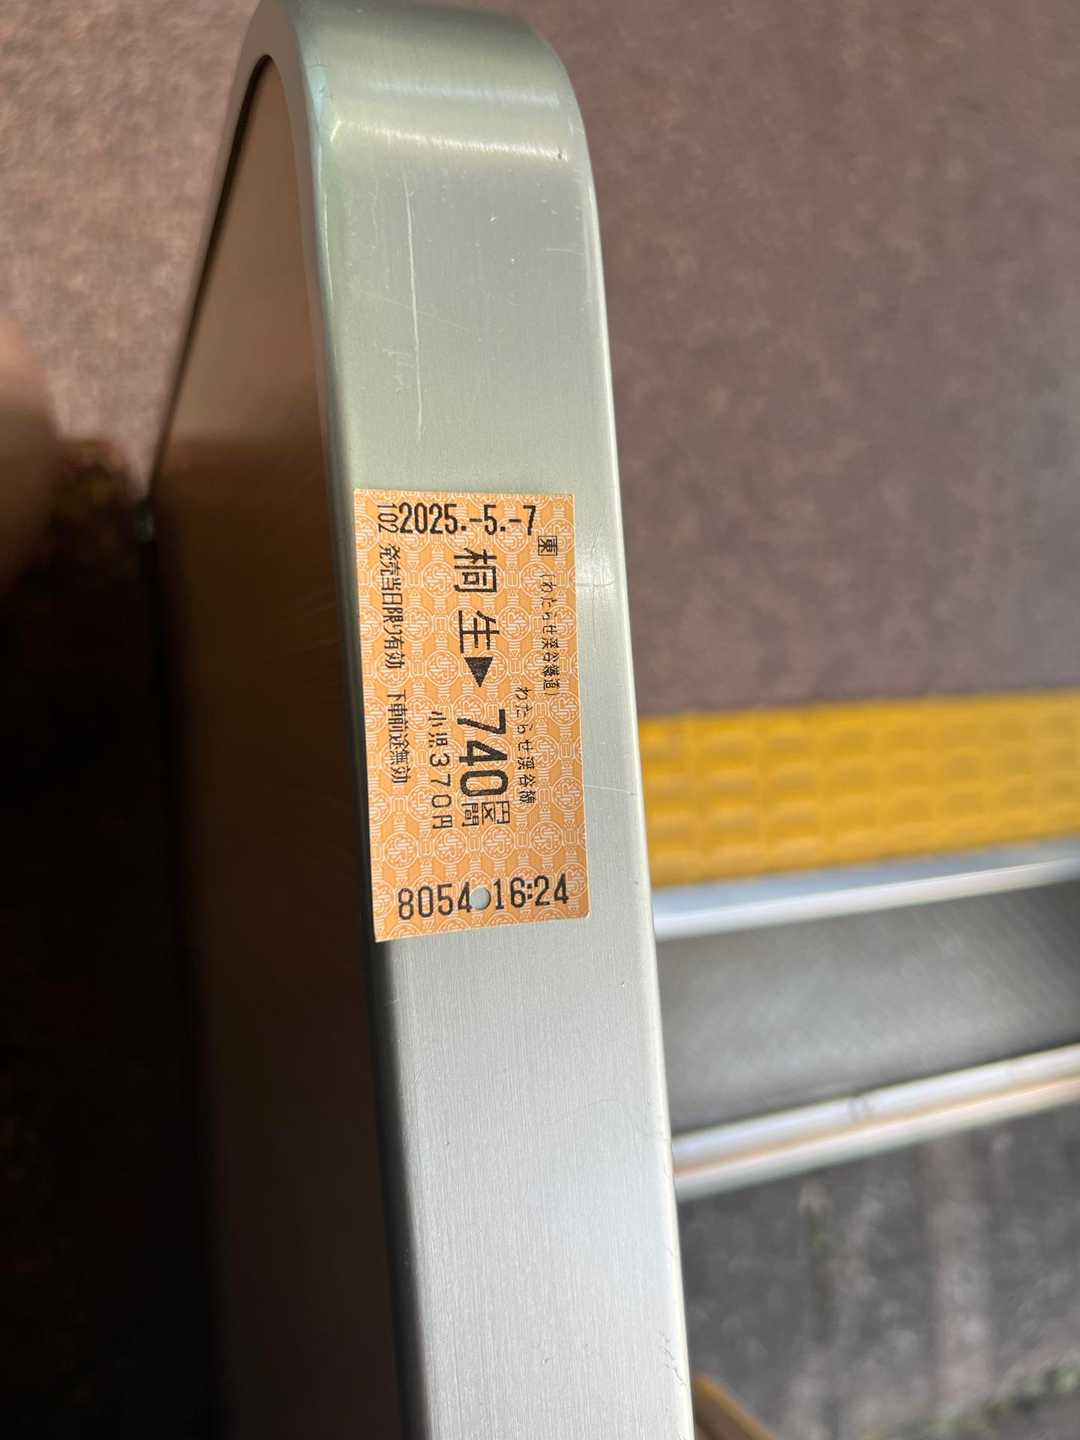 2025.-5.-7
102
東 (わたらせ渓谷鐵道)
わたらせ渓谷線
桐生▶740円区間
小児370円
発売当日限り有効 下車前途無効
8054 16:24